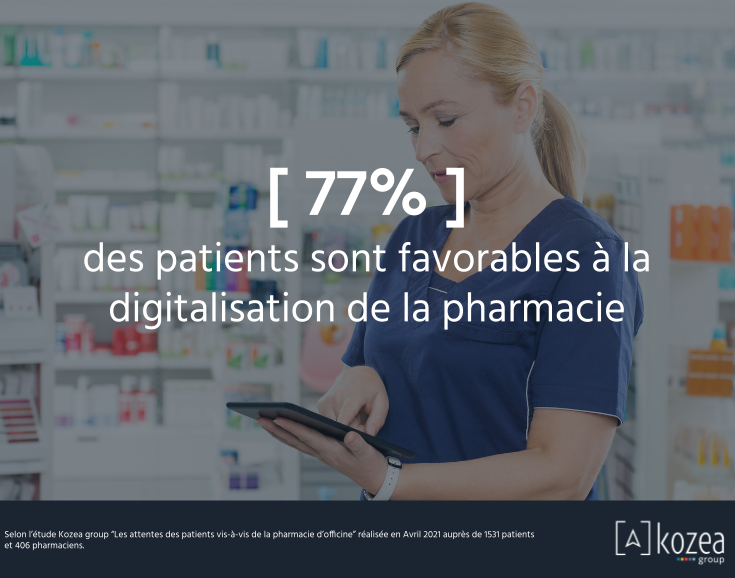 [ 77% ]
des patients sont favorables à la
digitalisation de la pharmacie
Selon l'étude Kozea group "Les attentes des patients vis-à-vis de la pharmacie d'officine" réalisée en Avril 2021 auprès de 1531 patients
et 406 pharmaciens.
[A] kozea
group